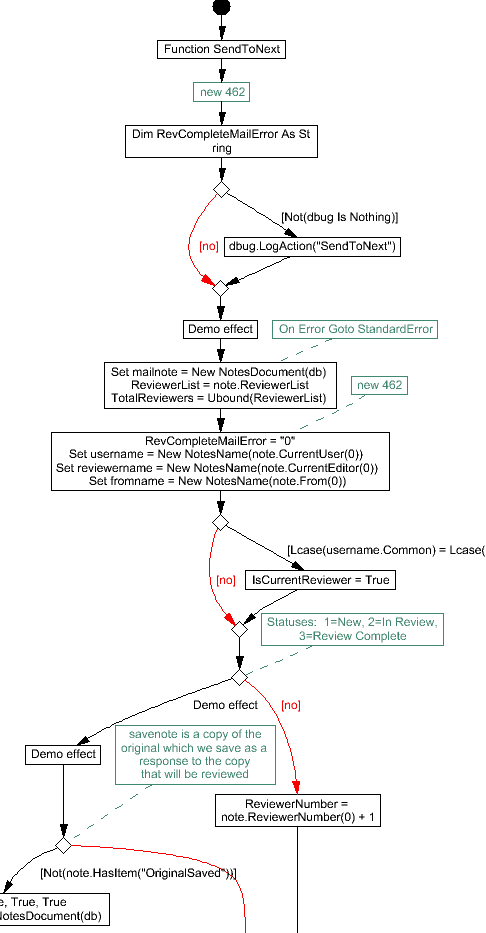 Function SendToNext
new 462
Dim RevCompleteMailError As St
ring
[Not(dbug Is Nothing)]
[no]
dbug.LogAction("SendToNext")
Demo effect
On Error Goto StandardError
Set mailnote = New NotesDocument(db)
ReviewerList = note.ReviewerList
TotalReviewers = Ubound(ReviewerList)
new 462
RevCompleteMailError = "0"
Set username = New NotesName(note.CurrentUser(0))
Set reviewername = New NotesName(note.CurrentEditor(0))
Set fromname = New NotesName(note.From(0))
[Lcase(username.Common) = Lcase(
[no]
IsCurrentReviewer = True
Statuses:  1=New, 2=In Review,
3=Review Complete
Demo effect
[no]
savenote is a copy of the
original which we save as a
response to the copy
that will be reviewed
Demo effect
ReviewerNumber =
note.ReviewerNumber(0) + 1
[Not(note.HasItem("OriginalSaved"))]
e, True, True
NotesDocument(db)